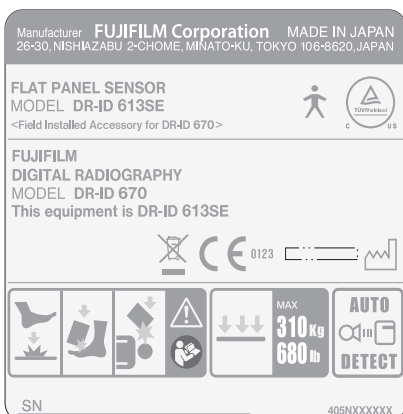 Manufacturer FUJIFILM Corporation MADE IN JAPAN
26-30, NISHIAZABU 2-CHOME, MINATO-KU, TOKYO 106-8620, JAPAN
FLAT PANEL SENSOR
MODEL DR-ID 613SE
<Field Installed Accessory for DR-ID 670>
TÜVRheinland
C US
FUJIFILM
DIGITAL RADIOGRAPHY
MODEL DR-ID 670
This equipment is DR-ID 613SE
CE 0123
MAX
310Kg
680lb
AUTO
DETECT
SN
405NXXXXXX